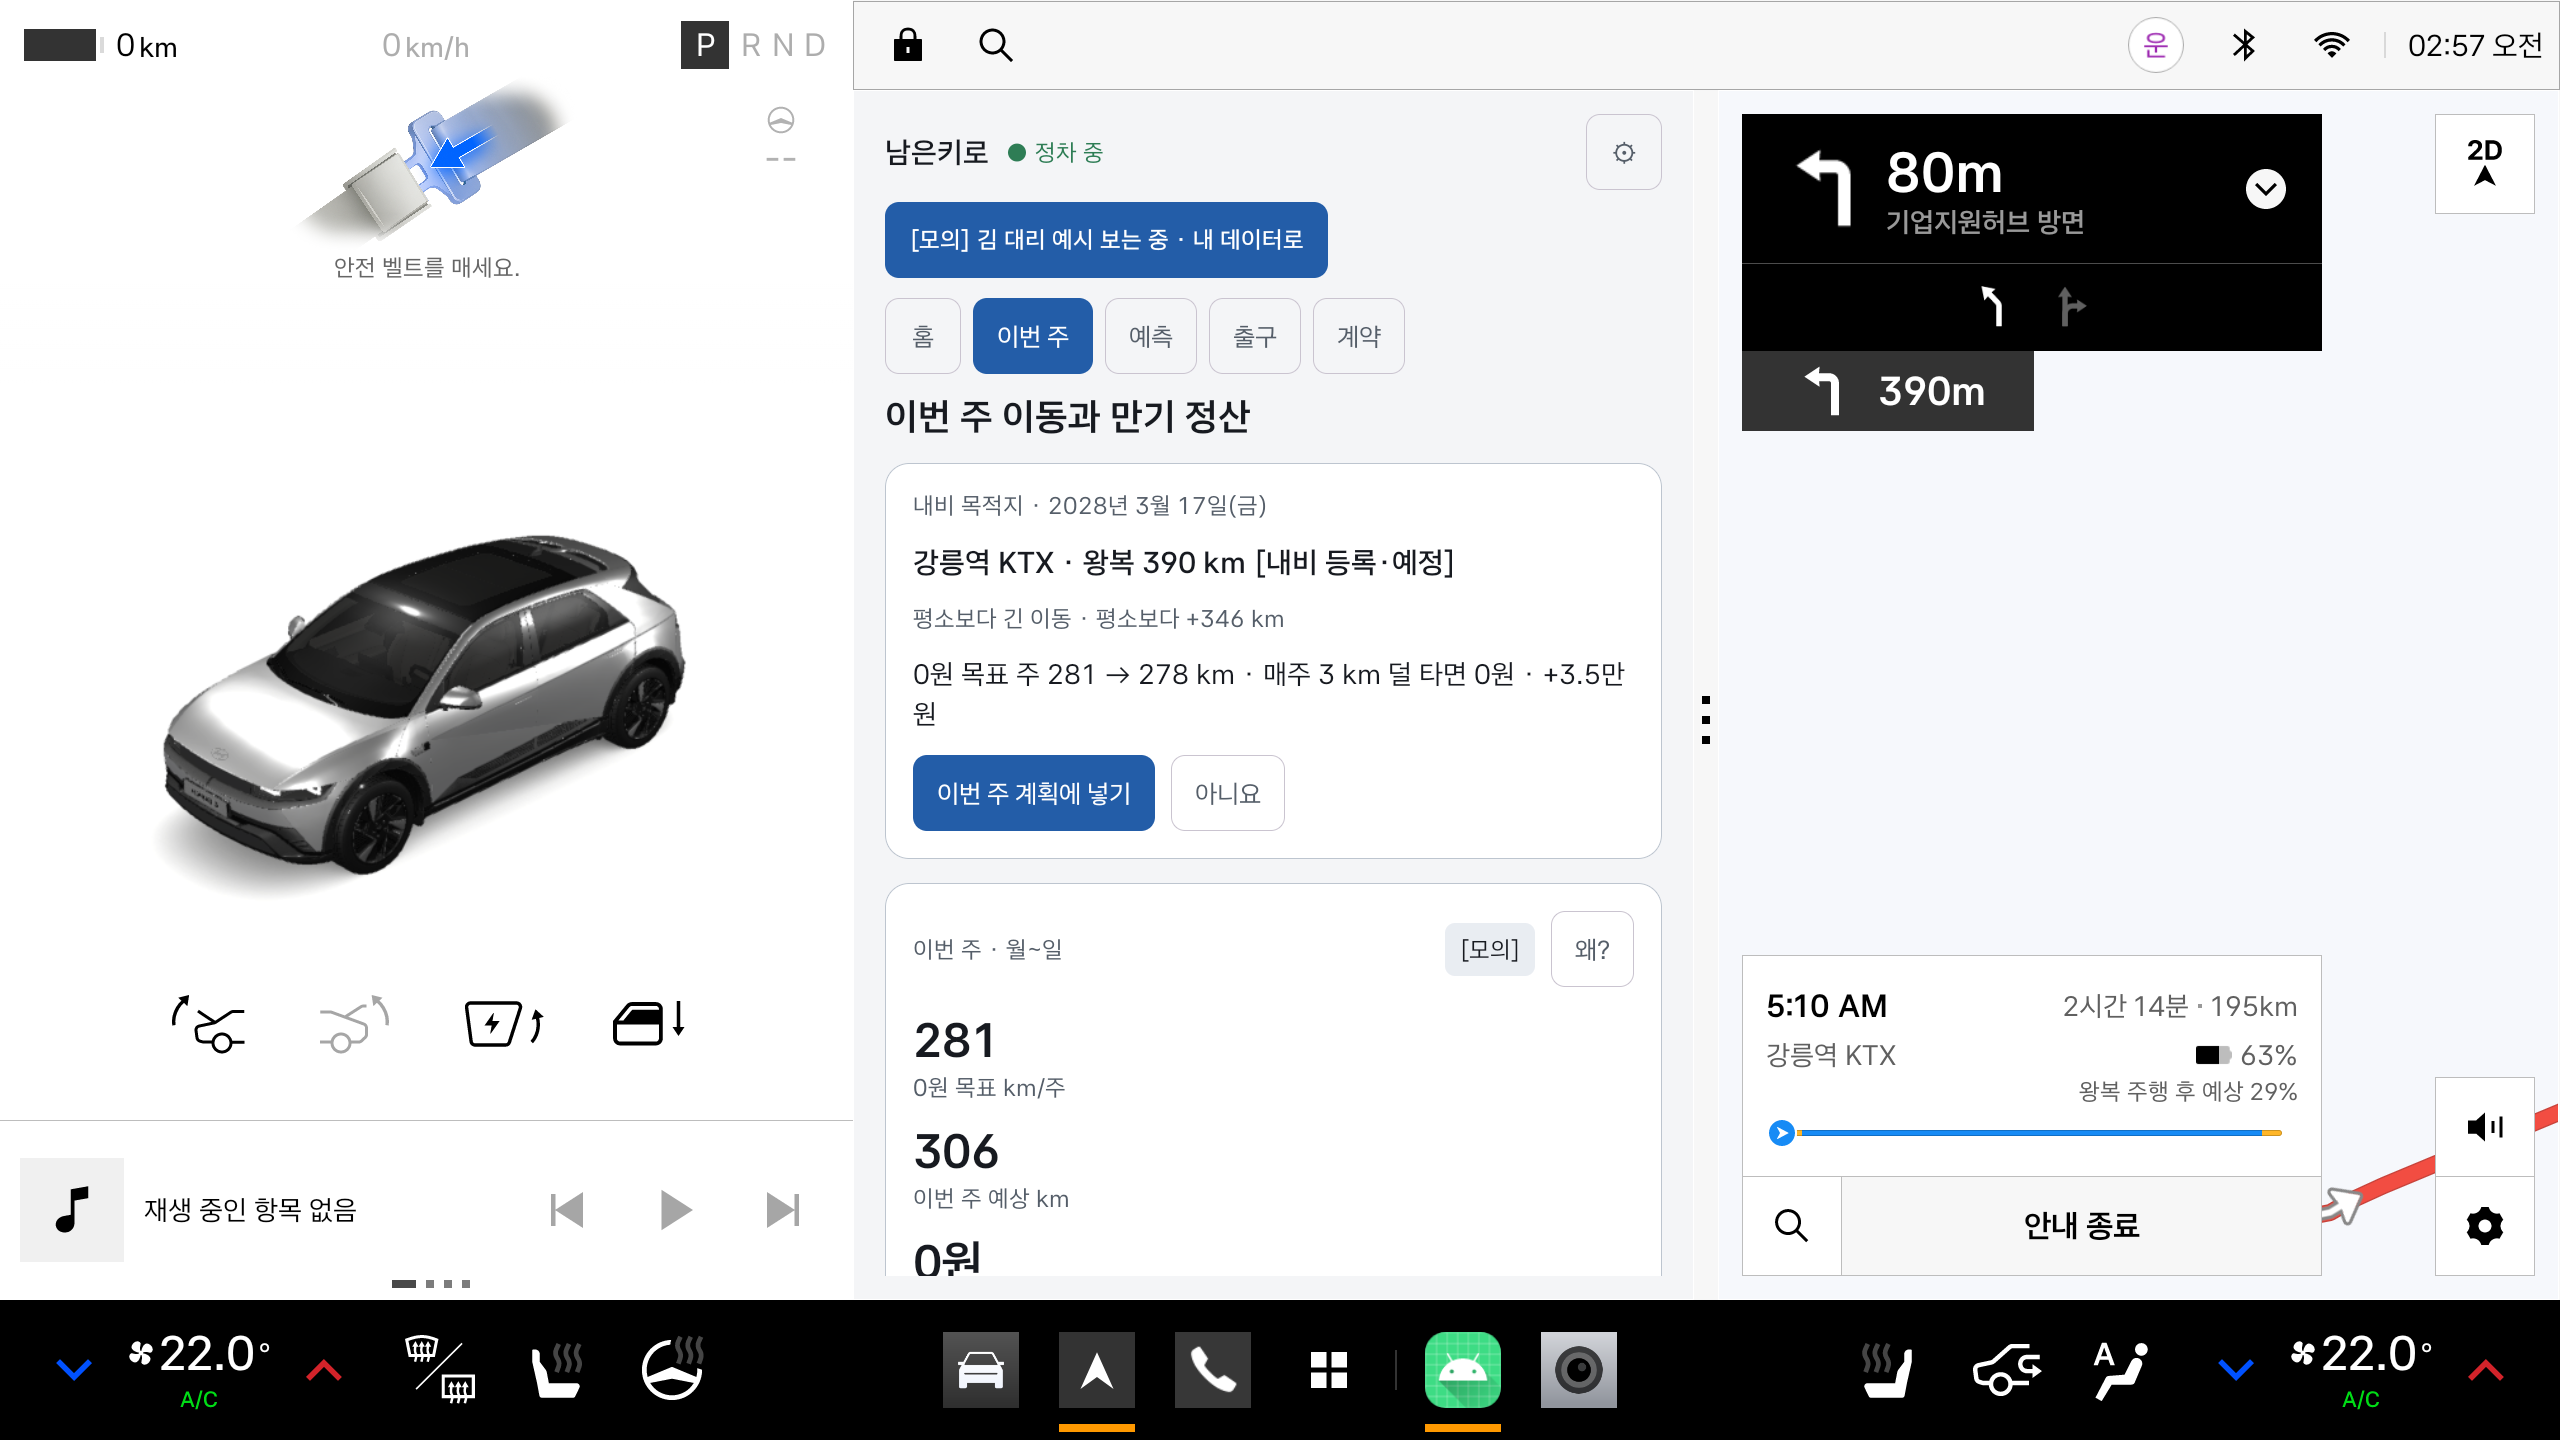 0 km
0 km/h
P R N D
안전 벨트를 매세요.
재생 중인 항목 없음
운
02:57 오전
남은키로
정차 중
[모의] 김 대리 예시 보는 중 · 내 데이터로
홈
이번 주
예측
출구
계약
이번 주 이동과 만기 정산
내비 목적지 · 2028년 3월 17일(금)
강릉역 KTX · 왕복 390 km [내비 등록·예정]
평소보다 긴 이동 · 평소보다 +346 km
0원 목표 주 281 → 278 km · 매주 3 km 덜 타면 0원 · +3.5만
원
이번 주 계획에 넣기
아니요
이번 주 · 월~일
[모의]
왜?
281
0원 목표 km/주
306
이번 주 예상 km
0원
80m
기업지원허브 방면
390m
2D
5:10 AM
2시간 14분 · 195km
강릉역 KTX
63%
왕복 주행 후 예상 29%
안내 종료
22.0°
A/C
A
22.0°
A/C